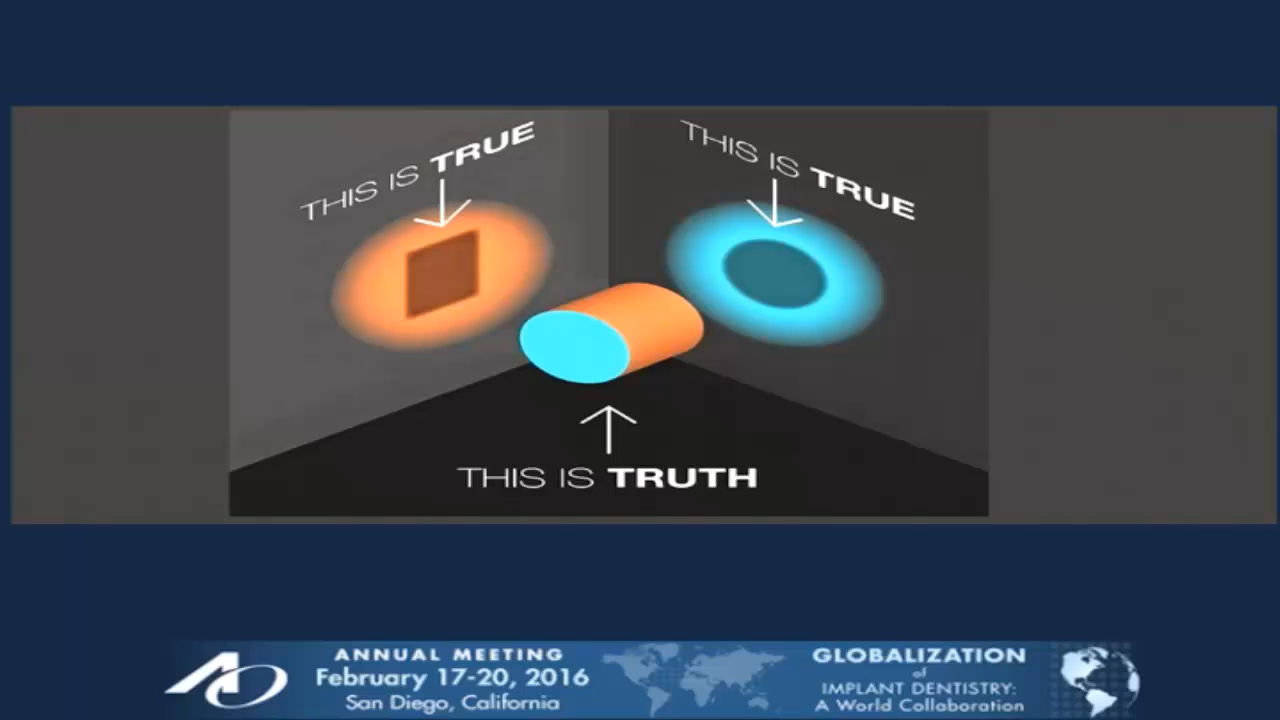 THIS IS TRUE
THIS IS TRUE
THIS IS TRUTH
ANNUAL MEETING
February 17-20, 2016
San Diego, California
GLOBALIZATION
of
IMPLANT DENTISTRY:
A World Collaboration